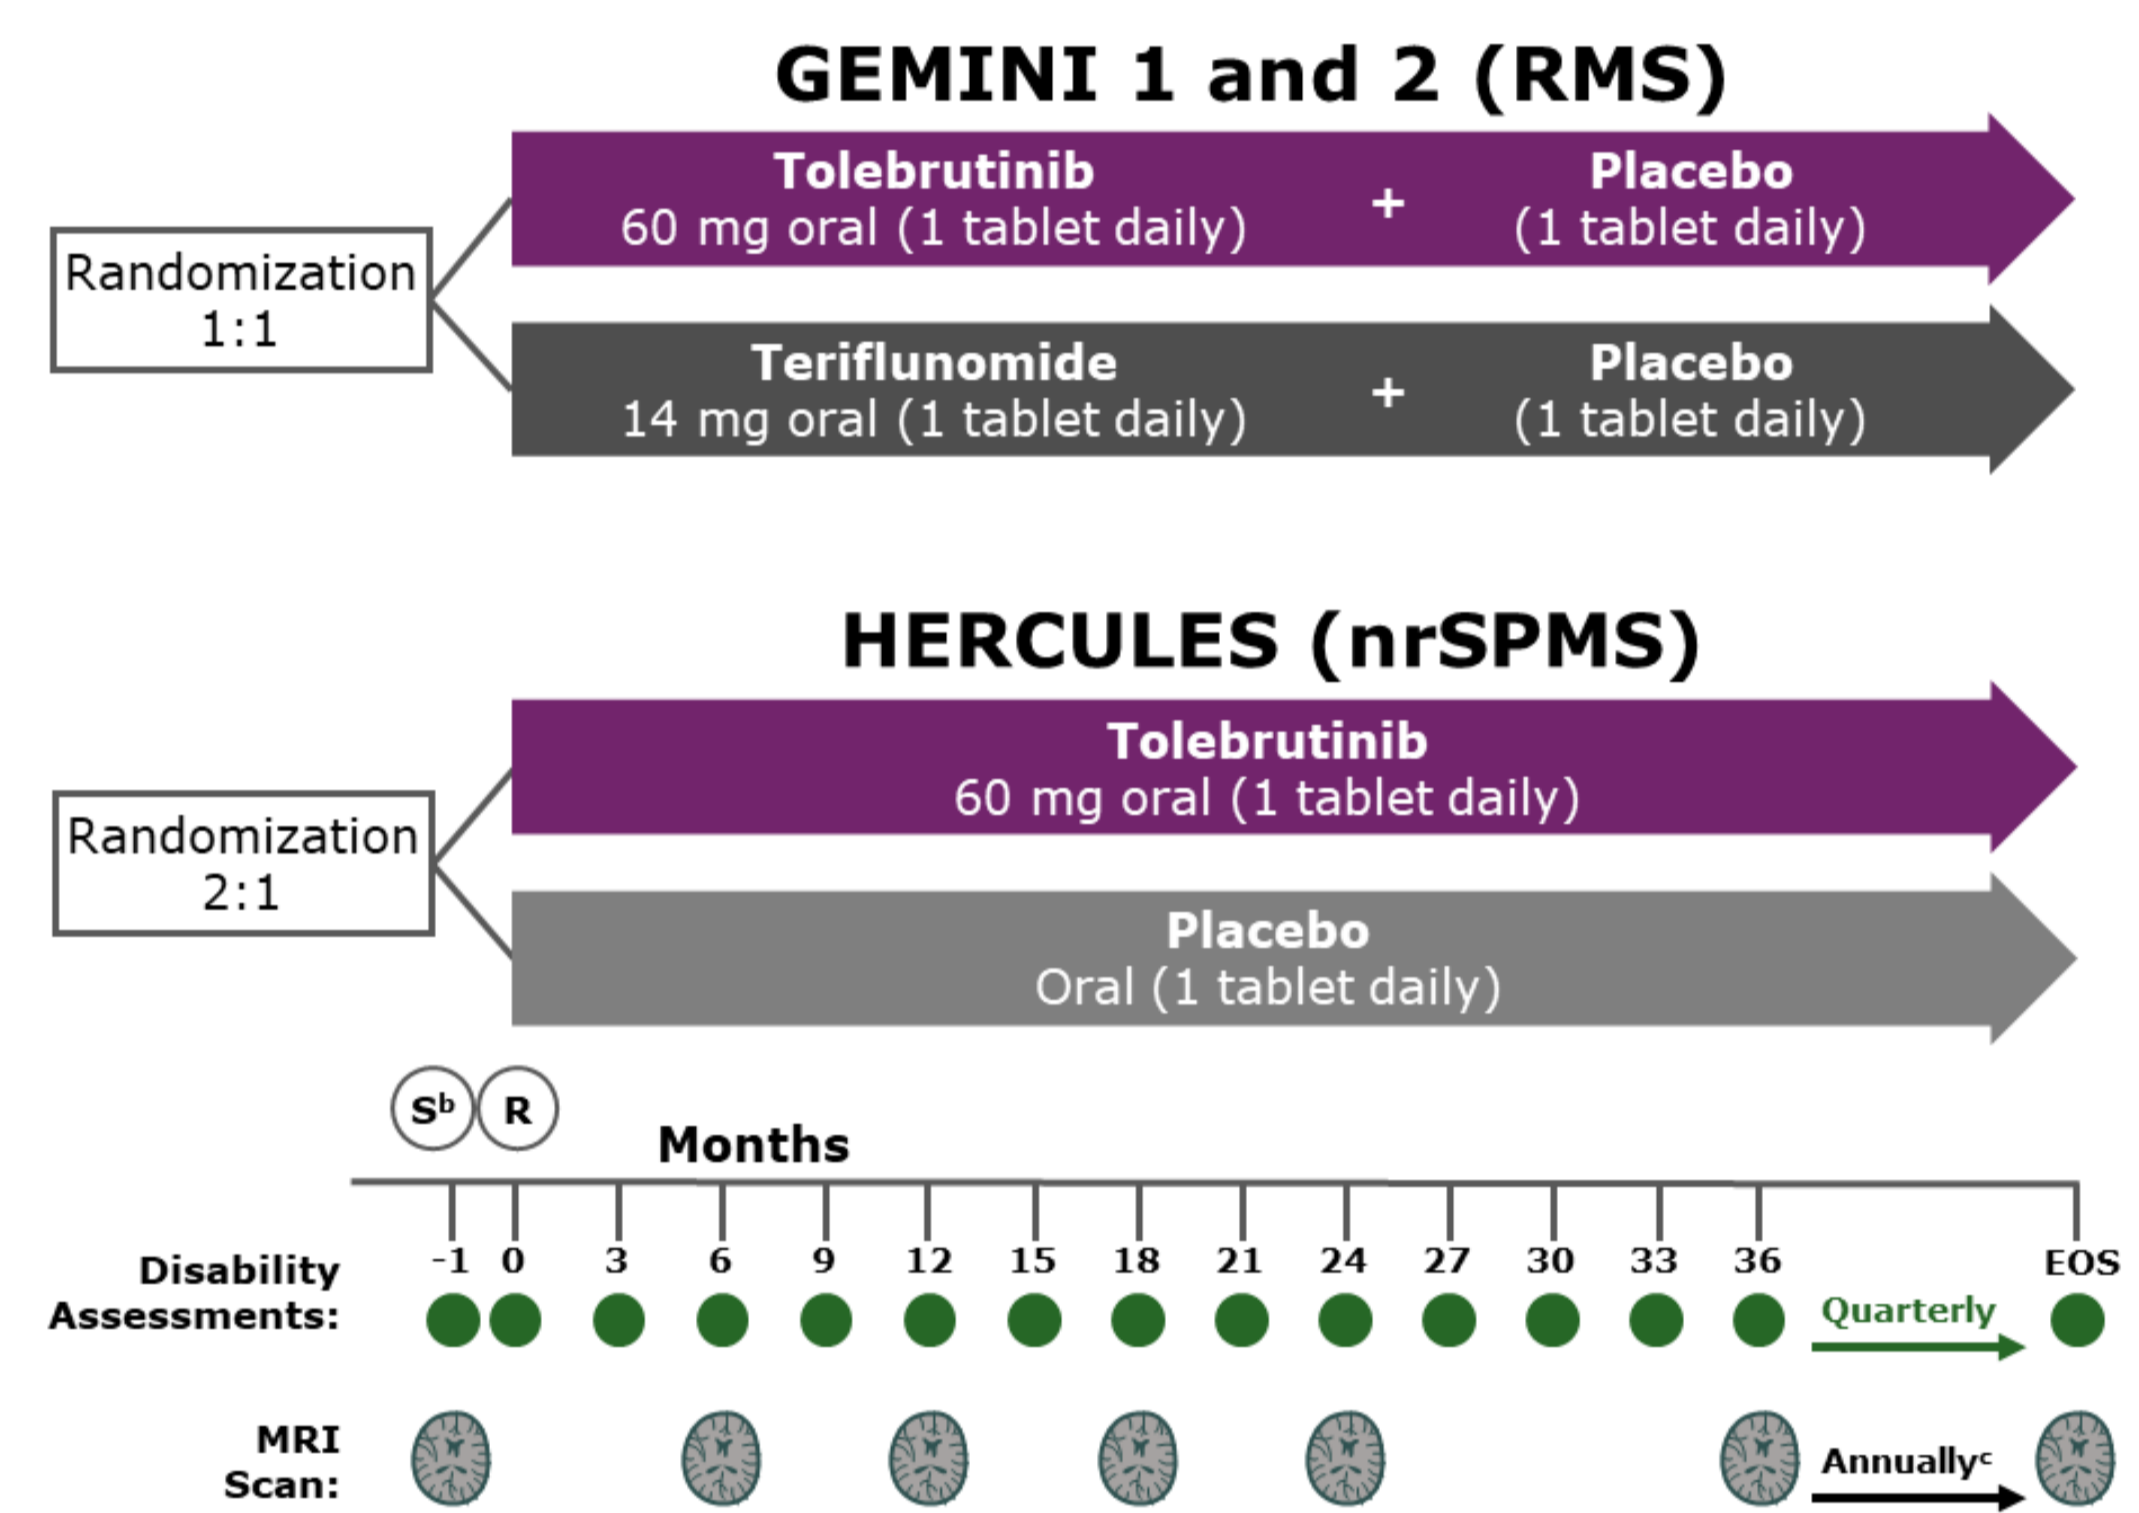 GEMINI 1 and 2 (RMS)
Randomization
1:1
Tolebrutinib
60 mg oral (1 tablet daily)
+
Placebo
(1 tablet daily)
Teriflunomide
14 mg oral (1 tablet daily)
+
Placebo
(1 tablet daily)
HERCULES (nrSPMS)
Randomization
2:1
Tolebrutinib
60 mg oral (1 tablet daily)
Placebo
Oral (1 tablet daily)
Sᵇ R
Months
-1 0 3 6 9 12 15 18 21 24 27 30 33 36 EOS
Disability
Assessments:
Quarterly
MRI
Scan:
Annuallyᶜ